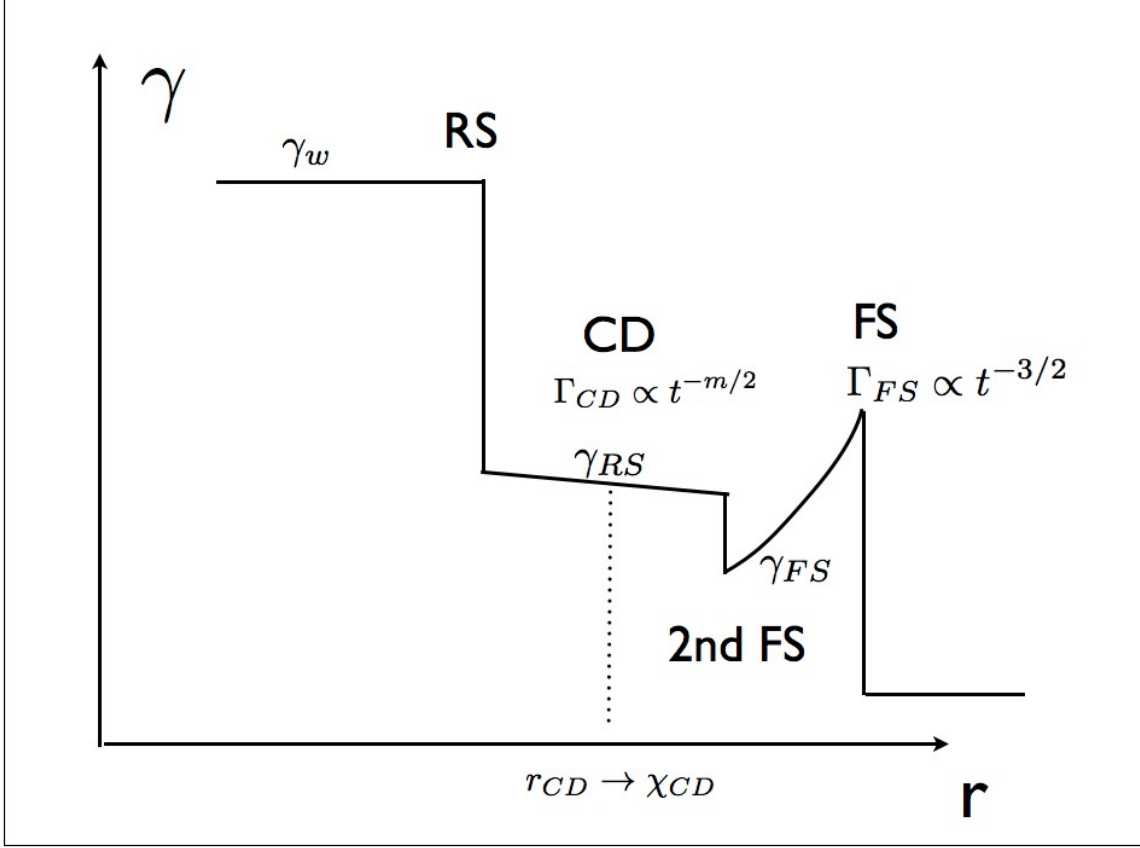 γ
RS
γ_w
CD
FS
Γ_CD ∝ t^{-m/2}
Γ_FS ∝ t^{-3/2}
γ_RS
γ_FS
2nd FS
r_CD → χ_CD
r